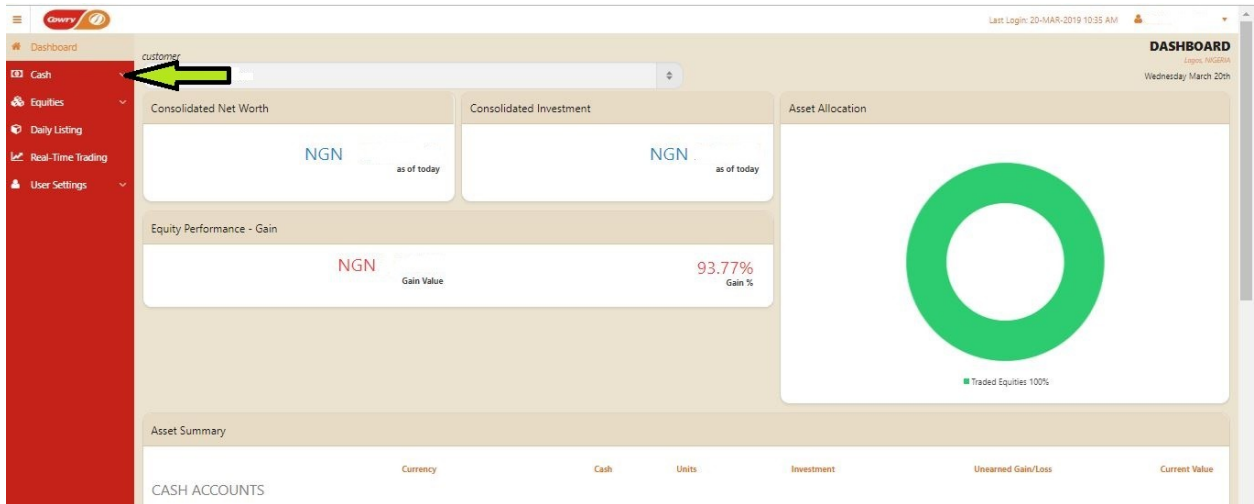 Cowry
Last Login: 20-MAR-2019 10:35 AM
Dashboard
Cash
Equities
Daily Listing
Real-Time Trading
User Settings
customer
DASHBOARD
Lagos, NIGERIA
Wednesday March 20th
Consolidated Net Worth
NGN
as of today
Consolidated Investment
NGN
as of today
Asset Allocation
Traded Equities 100%
Equity Performance - Gain
NGN
Gain Value
93.77%
Gain %
Asset Summary
Currency Cash Units Investment Unearned Gain/Loss Current Value
CASH ACCOUNTS